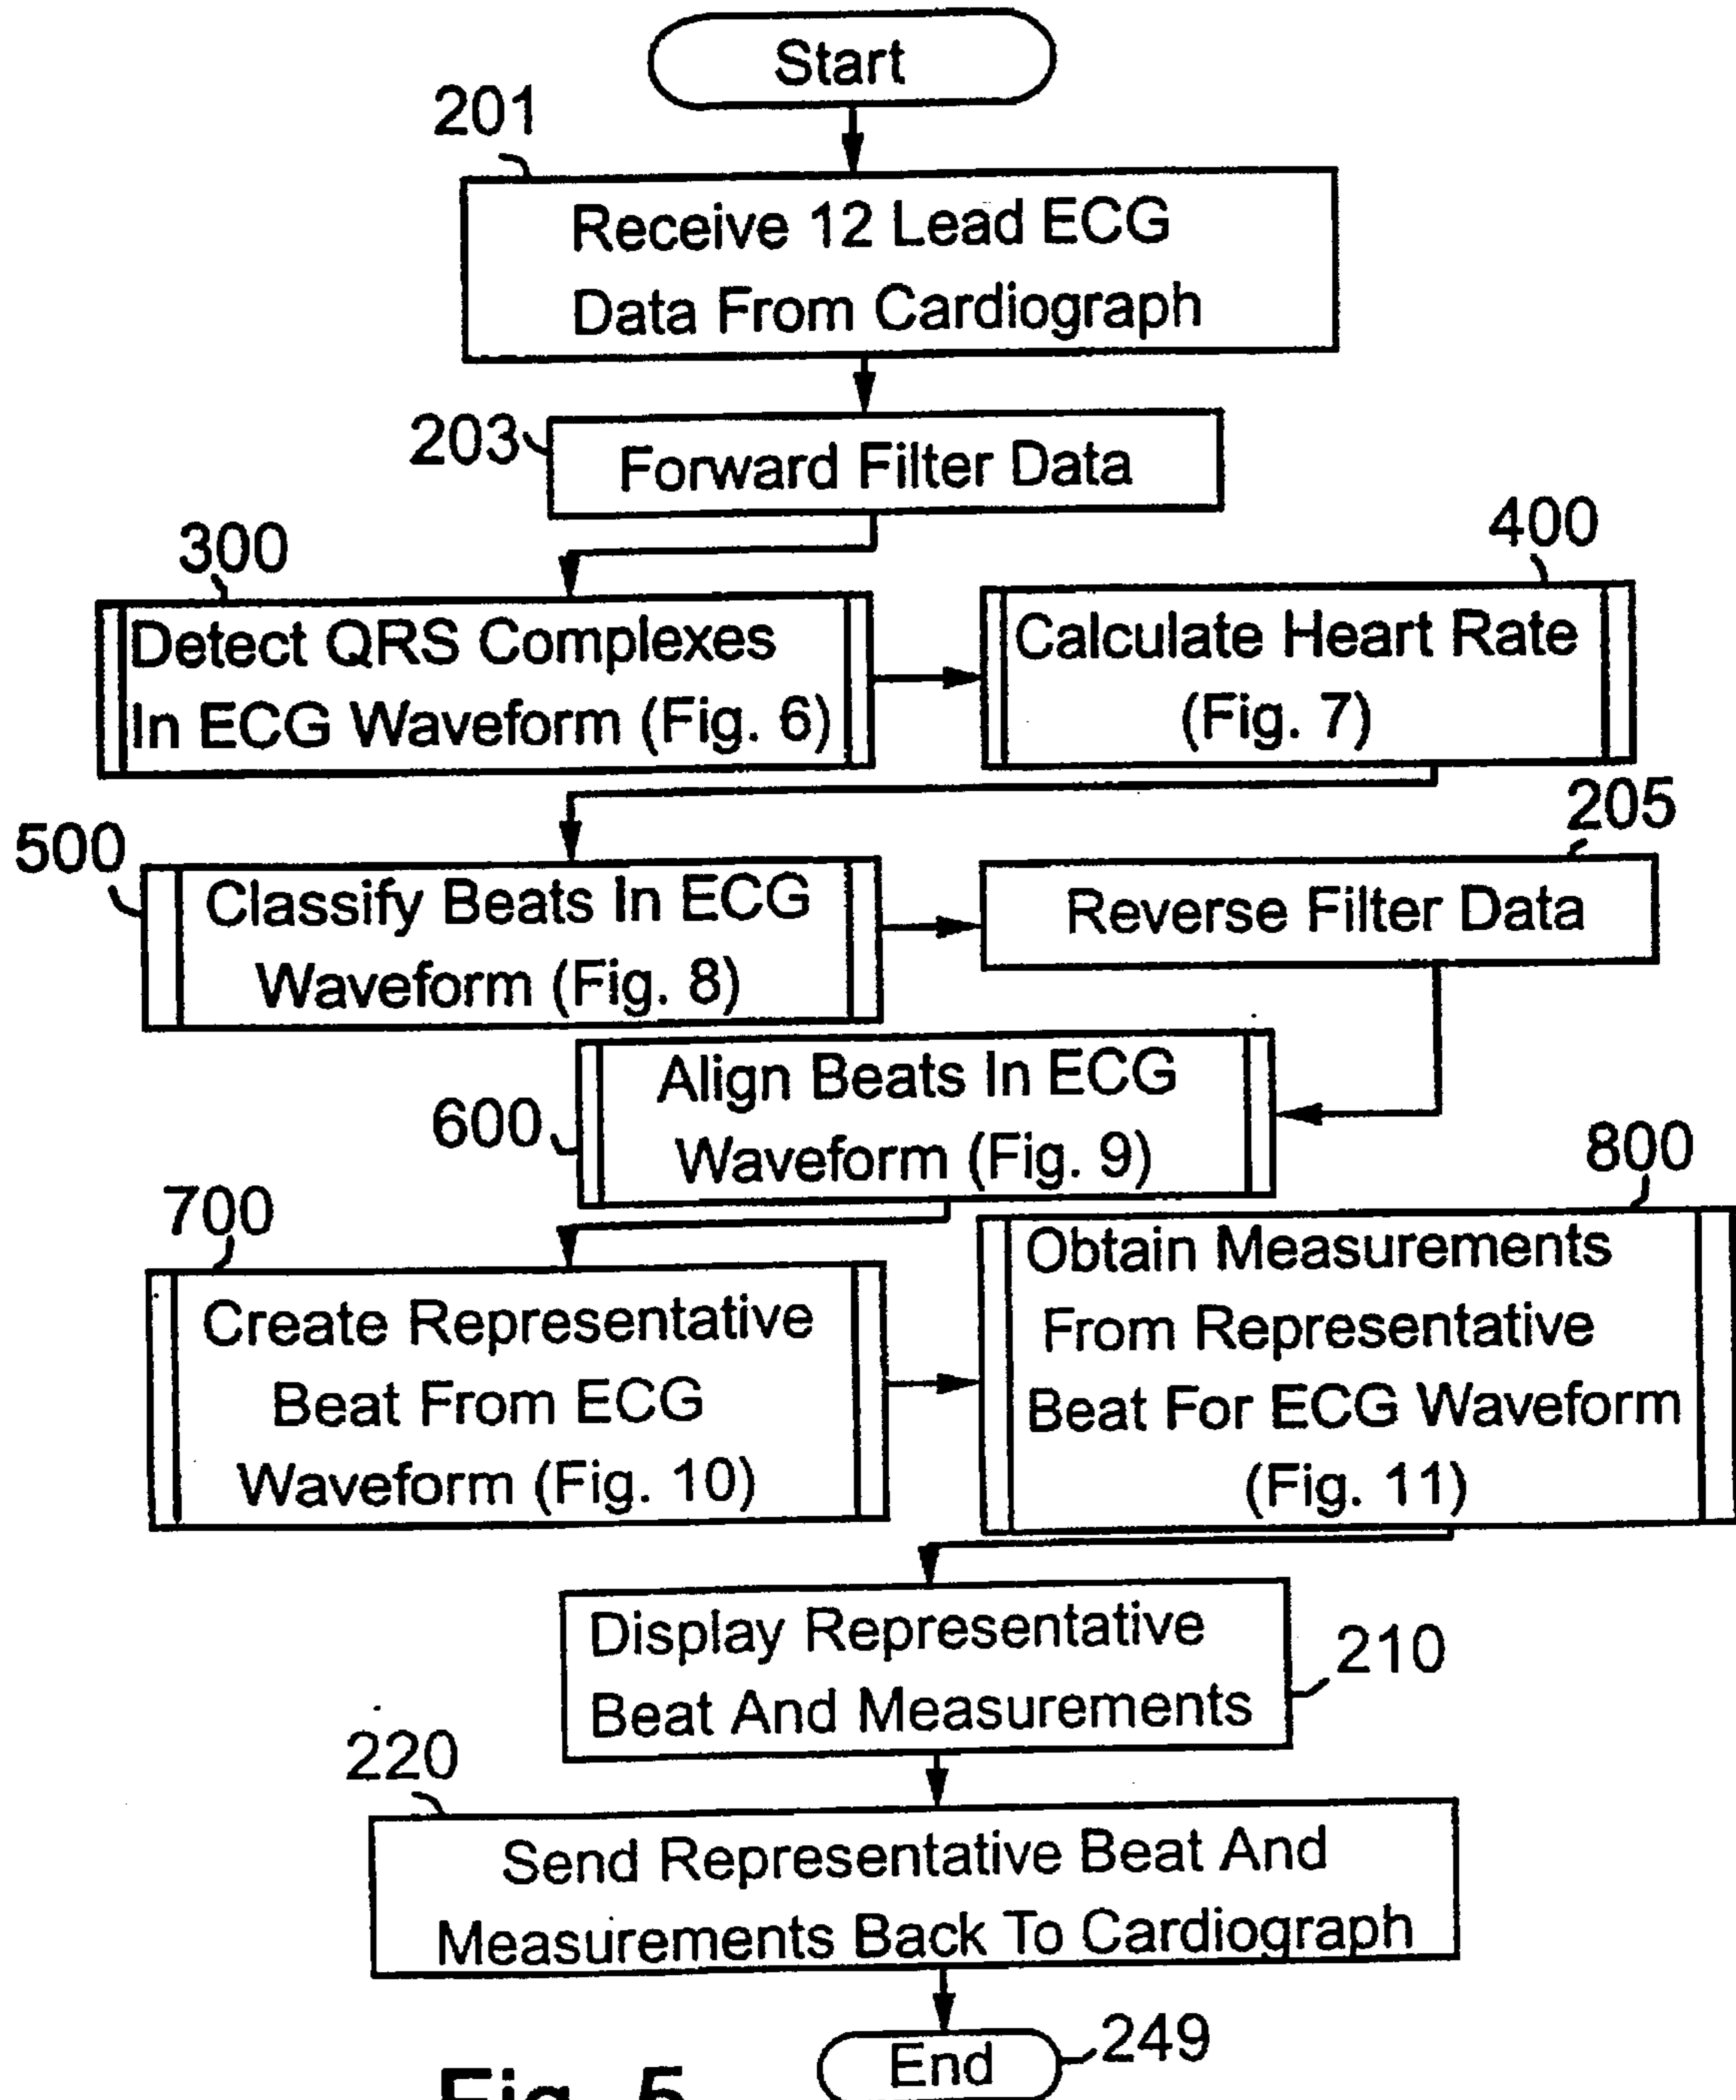 Start
201
Receive 12 Lead ECG
Data From Cardiograph
203
Forward Filter Data
300
Detect QRS Complexes
In ECG Waveform (Fig. 6)
400
Calculate Heart Rate
(Fig. 7)
500
Classify Beats In ECG
Waveform (Fig. 8)
205
Reverse Filter Data
600
Align Beats In ECG
Waveform (Fig. 9)
700
Create Representative
Beat From ECG
Waveform (Fig. 10)
800
Obtain Measurements
From Representative
Beat For ECG Waveform
(Fig. 11)
Display Representative
Beat And Measurements
210
220
Send Representative Beat And
Measurements Back To Cardiograph
End
249
Fig. 5